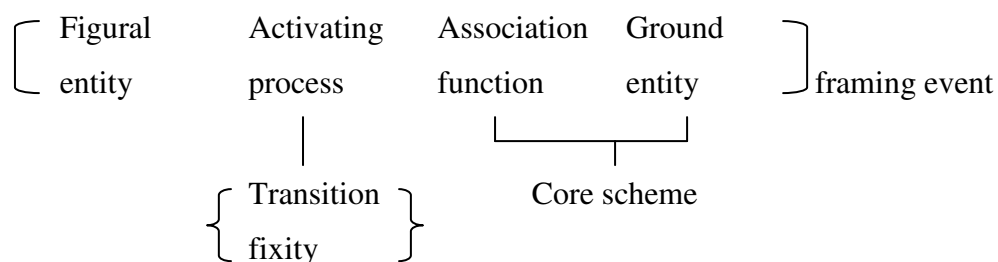 Figural Activating Association Ground
entity process function entity framing event
Transition Core scheme
fixity